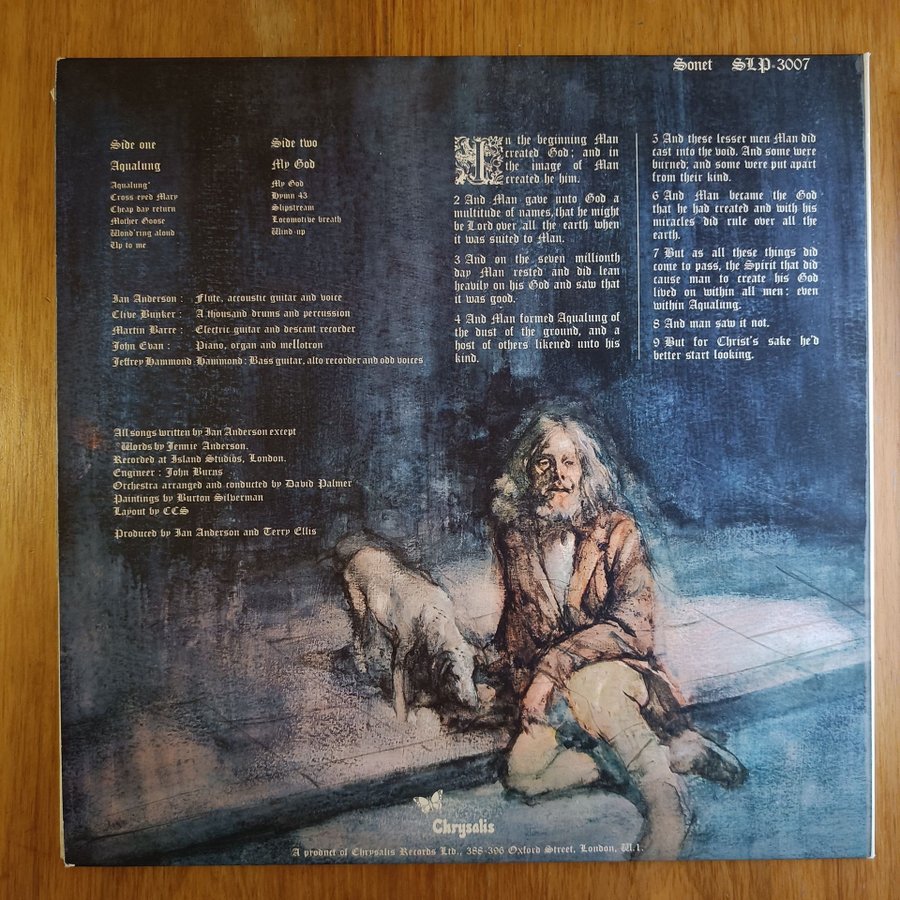 Sonet SLP-3007
Side one
Aqualung
Aqualung*
Cross eyed Mary
Cheap day return
Mother Goose
Wond'ring aloud
Up to me
Side two
My God
My God
Hymn 43
Slipstream
Locomotive breath
Wind-up
Ian Anderson : Flute, accoustic guitar and voice
Clive Bunker : A thousand drums and percussion
Martin Barre : Electric guitar and descant recorder
John Evan : Piano, organ and mellotron
Jeffrey Hammond-Hammond: Bass guitar, alto recorder and odd voices
All songs written by Ian Anderson except
*Words by Jennie Anderson.
Recorded at Island Studios, London.
Engineer : John Burns
Orchestra arranged and conducted by David Palmer
Paintings by Burton Silverman
Layout by CCS
Produced by Ian Anderson and Terry Ellis
In the beginning Man
created God; and in
the image of Man
created he him.
2 And Man gave unto God a
multitude of names, that he might
be Lord over all the earth when
it was suited to Man.
3 And on the seven millionth
day Man rested and did lean
heavily on his God and saw that
it was good.
4 And Man formed Aqualung of
the dust of the ground, and a
host of others likened unto his
kind.
5 And these lesser men Man did
cast into the void. And some were
burned; and some were put apart
from their kind.
6 And Man became the God
that he had created and with his
miracles did rule over all the
earth.
7 But as all these things did
come to pass, the Spirit that did
cause man to create his God
lived on within all men: even
within Aqualung.
8 And man saw it not.
9 But for Christ's sake he'd
better start looking.
Chrysalis
A product of Chrysalis Records Ltd., 388-396 Oxford Street, London, W.1.